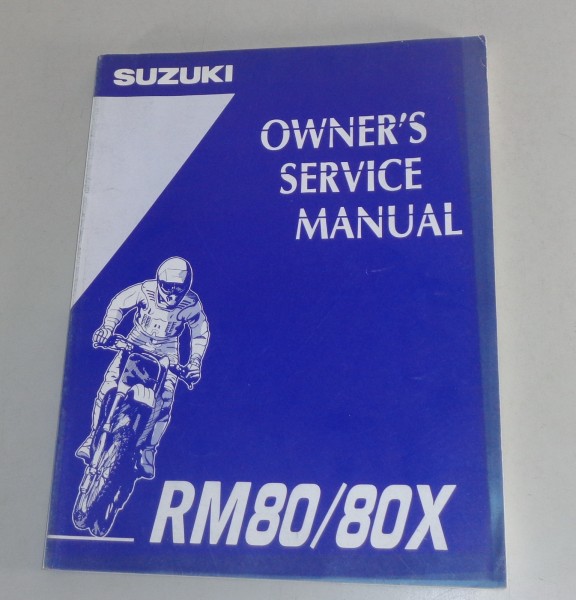 SUZUKI
OWNER'S
SERVICE
MANUAL
RM80/80X